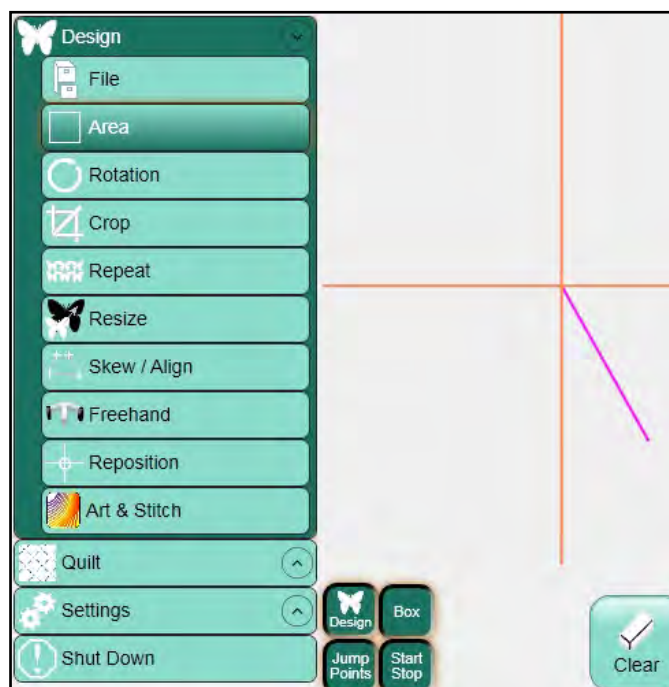 Design
File
Area
Rotation
Crop
Repeat
Resize
Skew / Align
Freehand
Reposition
Art & Stitch
Quilt
Settings
Shut Down
Design
Box
Jump
Points
Start
Stop
Clear